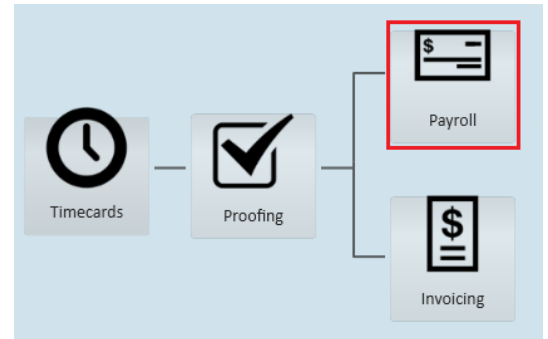 $
Payroll
Timecards
Proofing
$
Invoicing